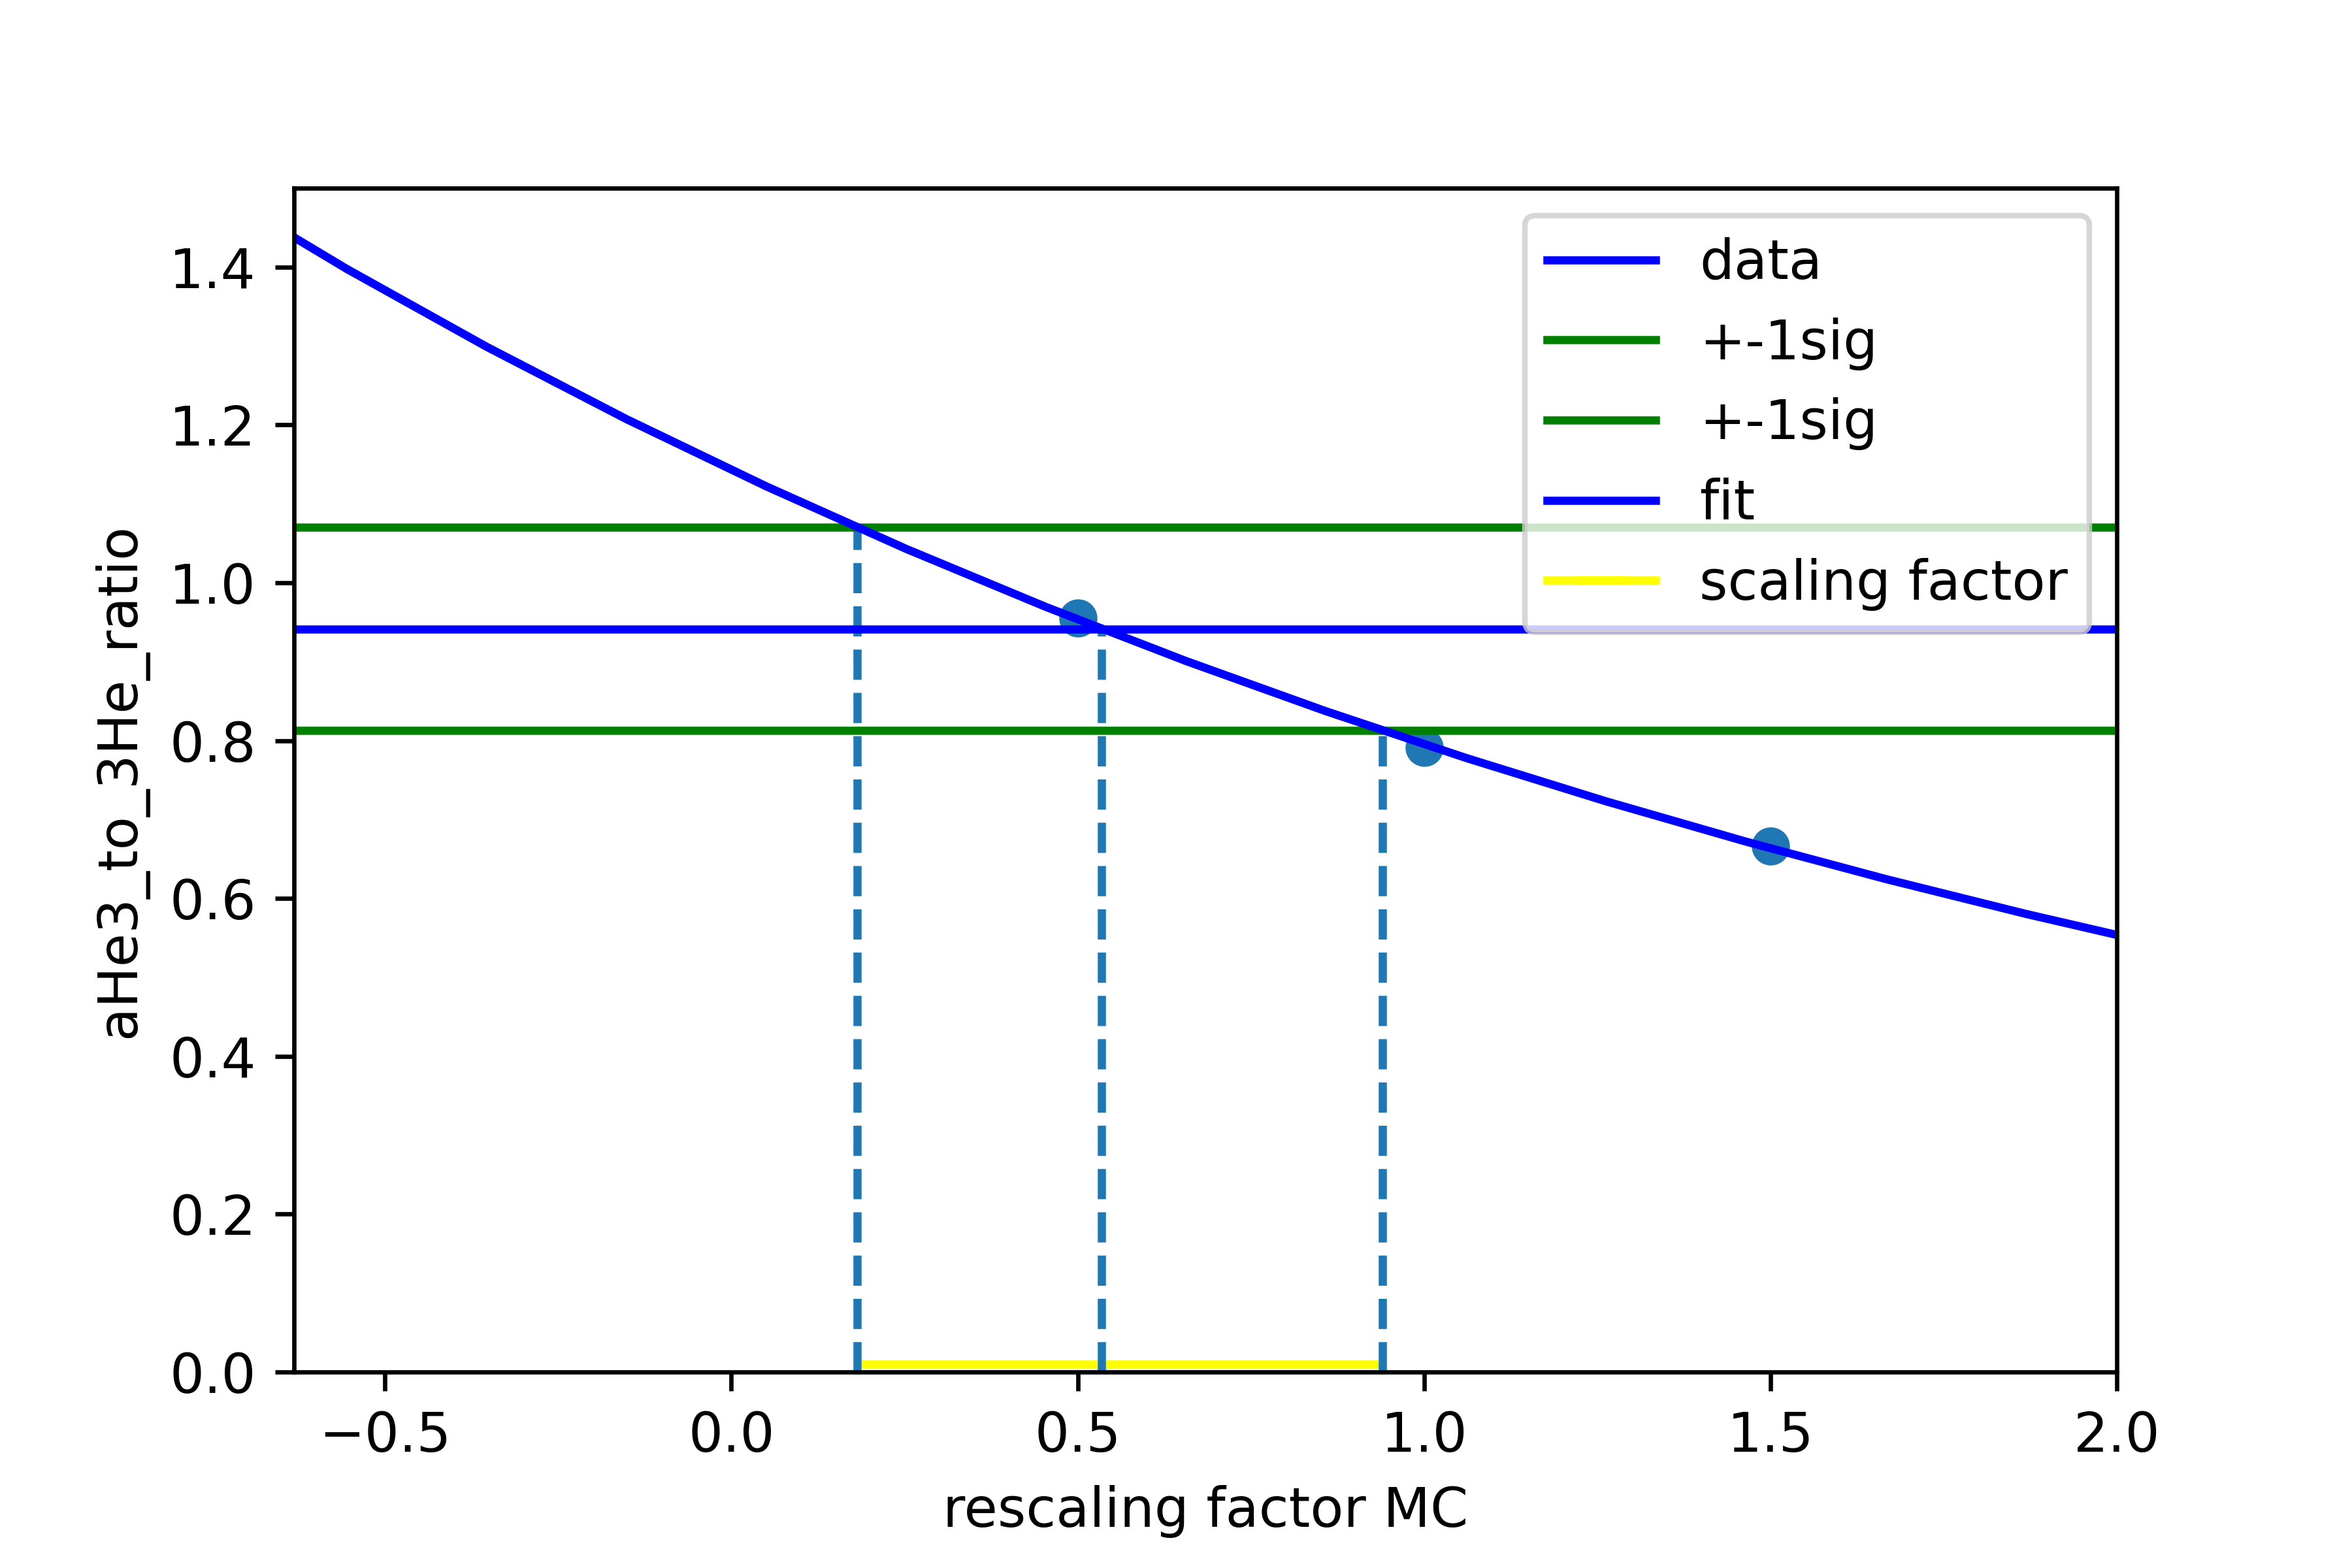 data
+-1sig
+-1sig
fit
scaling factor
aHe3_to_3He_ratio
1.4
1.2
1.0
0.8
0.6
0.4
0.2
0.0
−0.5
0.0
0.5
1.0
1.5
2.0
rescaling factor MC